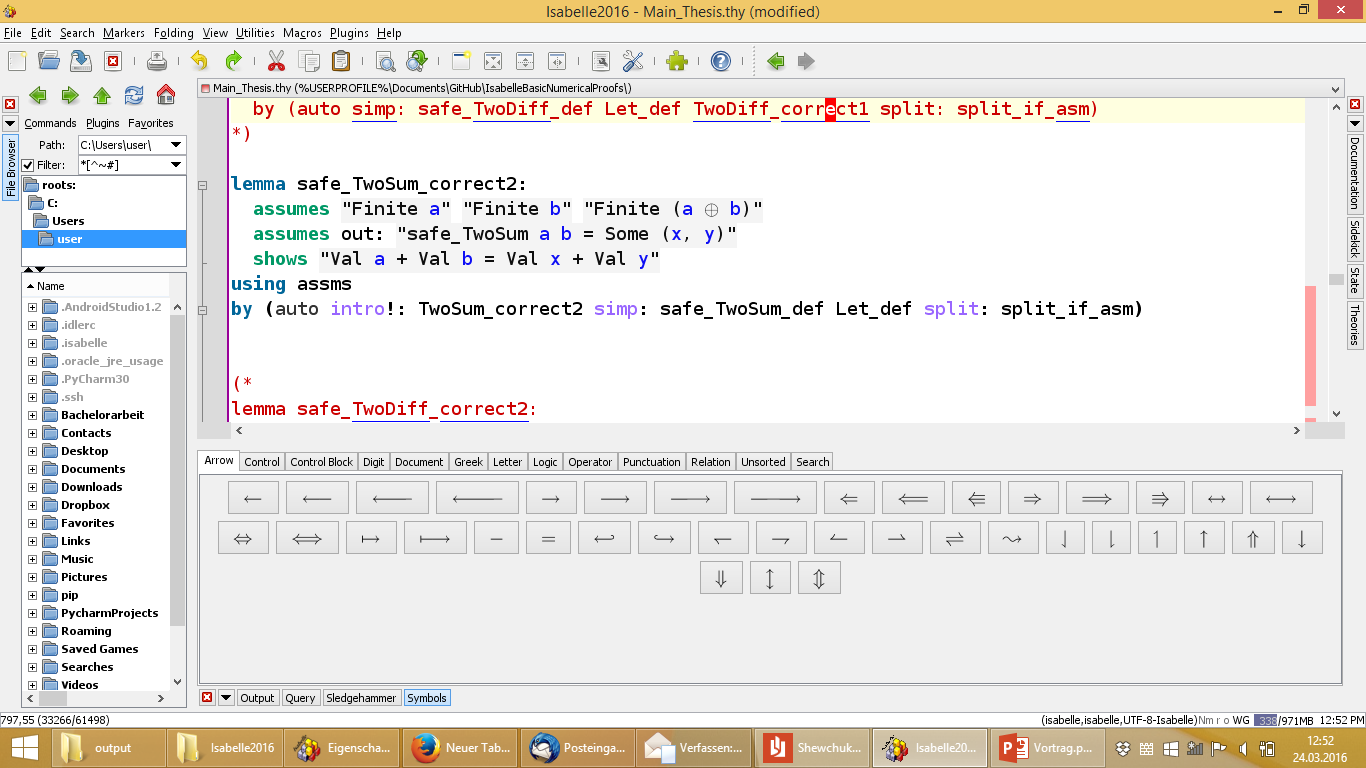 Isabelle2016 - Main_Thesis.thy (modified)
File Edit Search Markers Folding View Utilities Macros Plugins Help
Main_Thesis.thy (%USERPROFILE%\Documents\GitHub\IsabelleBasicNumericalProofs\)
File Browser
Commands Plugins Favorites
Path: C:\Users\user\
Filter: *[^~#]
roots:
C:
Users
user
Name
.AndroidStudio1.2
.idlerc
.isabelle
.oracle_jre_usage
.PyCharm30
.ssh
Bachelorarbeit
Contacts
Desktop
Documents
Downloads
Dropbox
Favorites
Links
Music
Pictures
pip
PycharmProjects
Roaming
Saved Games
Searches
Videos
by (auto simp: safe_TwoDiff_def Let_def TwoDiff_correct1 split: split_if_asm)
*)
lemma safe_TwoSum_correct2:
assumes "Finite a" "Finite b" "Finite (a ⊕ b)"
assumes out: "safe_TwoSum a b = Some (x, y)"
shows "Val a + Val b = Val x + Val y"
using assms
by (auto intro!: TwoSum_correct2 simp: safe_TwoSum_def Let_def split: split_if_asm)
(*
lemma safe_TwoDiff_correct2:
Documentation
Sidekick
State
Theories
Arrow Control Control Block Digit Document Greek Letter Logic Operator Punctuation Relation Unsorted Search
Output Query Sledgehammer Symbols
797,55 (33266/61498)
(isabelle,isabelle,UTF-8-Isabelle)Nm r o WG 338/971MB 12:52 PM
output
Isabelle2016
Eigenscha...
Neuer Tab...
Posteinga...
Verfassen:...
Shewchuk...
Isabelle20...
Vortrag.p...
12:52
24.03.2016